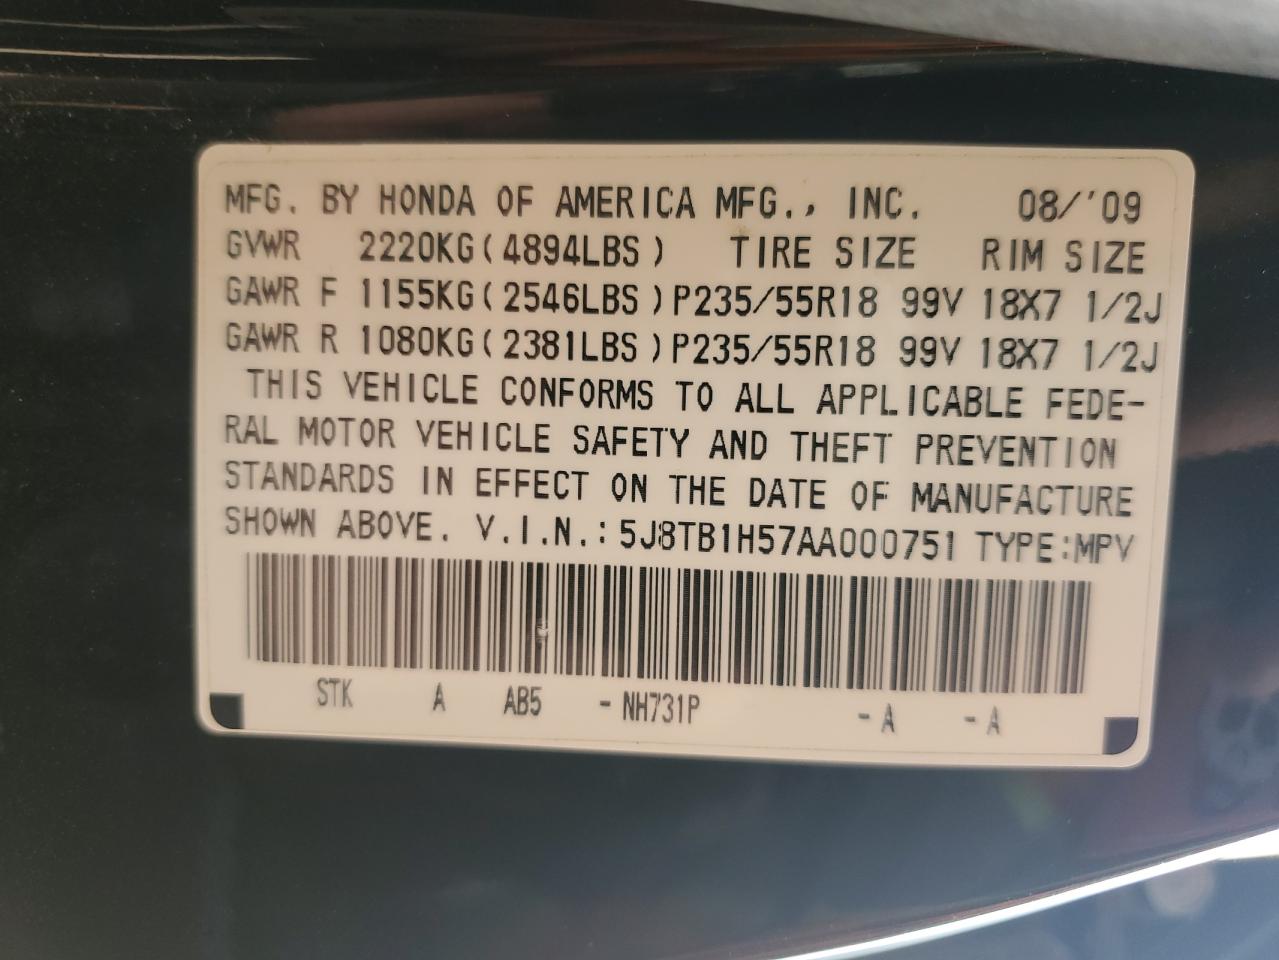 MFG. BY HONDA OF AMERICA MFG., INC. 08/'09
GVWR 2220KG(4894LBS) TIRE SIZE RIM SIZE
GAWR F 1155KG(2546LBS)P235/55R18 99V 18X7 1/2J
GAWR R 1080KG(2381LBS)P235/55R18 99V 18X7 1/2J
THIS VEHICLE CONFORMS TO ALL APPLICABLE FEDE-
RAL MOTOR VEHICLE SAFETY AND THEFT PREVENTION
STANDARDS IN EFFECT ON THE DATE OF MANUFACTURE
SHOWN ABOVE. V.I.N.:5J8TB1H57AA000751 TYPE:MPV
STK A AB5 -NH731P -A -A